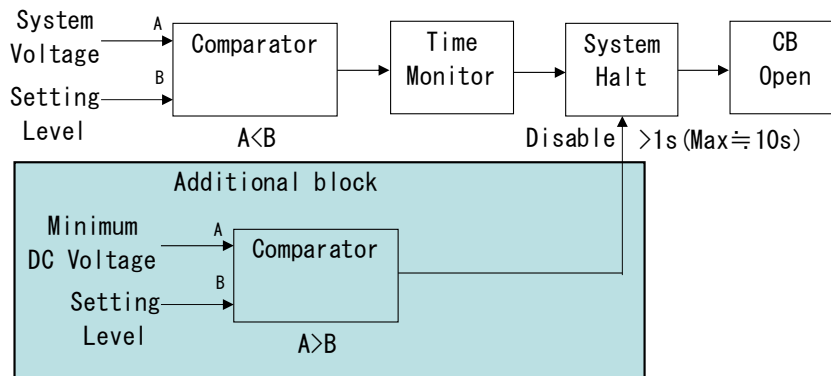 System
Voltage
A
B
Setting
Level
Comparator
A<B
Time
Monitor
System
Halt
CB
Open
Disable
>1s(Max≒10s)
Additional block
Minimum
DC Voltage
A
B
Setting
Level
Comparator
A>B